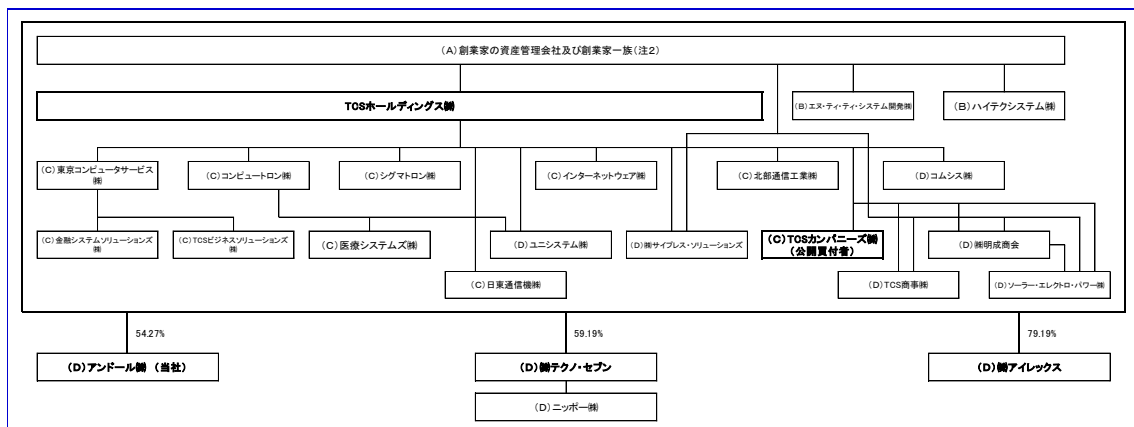 (A)創業家の資産管理会社及び創業家一族(注2)
TCSホールディングス㈱
(B)エヌ・ティ・ティ・システム開発㈱
(B)ハイテクシステム㈱
(C)東京コンピュータサービス
㈱
(C)コンピュートロン㈱
(C)シグマトロン㈱
(C)インターネットウェア㈱
(C)北部通信工業㈱
(D)コムシス㈱
(C)金融システムソリューションズ
㈱
(C)TCSビジネスソリューションズ
㈱
(C)医療システムズ㈱
(D)ユニシステム㈱
(D)㈱サイプレス・ソリューションズ
(C)TCSカンパニーズ㈱
(公開買付者)
(D)㈱明成商会
(C)日東通信機㈱
(D)TCS商事㈱
(D)ソーラー・エレクトロ・パワー㈱
54.27%
59.19%
79.19%
(D)アンドール㈱ (当社)
(D)㈱テクノ・セブン
(D)㈱アイレックス
(D)ニッポー㈱